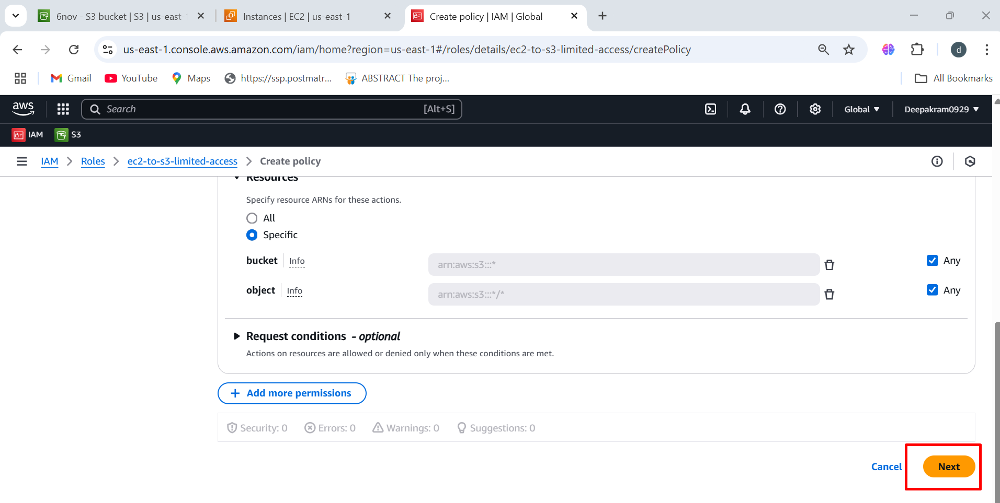 6nov - S3 bucket | S3 | us-east-1
Instances | EC2 | us-east-1
Create policy | IAM | Global
us-east-1.console.aws.amazon.com/iam/home?region=us-east-1#/roles/details/ec2-to-s3-limited-access/createPolicy
d
Gmail
YouTube
Maps
https://ssp.postmatr...
ABSTRACT The proj...
All Bookmarks
aws
Search
[Alt+S]
Global
Deepakram0929
IAM
S3
IAM
Roles
ec2-to-s3-limited-access
Create policy
Resources
Specify resource ARNs for these actions.
All
Specific
bucket
Info
arn:aws:s3:::*
Any
object
Info
arn:aws:s3:::*/*
Any
Request conditions - optional
Actions on resources are allowed or denied only when these conditions are met.
+ Add more permissions
Security: 0
Errors: 0
Warnings: 0
Suggestions: 0
Cancel
Next